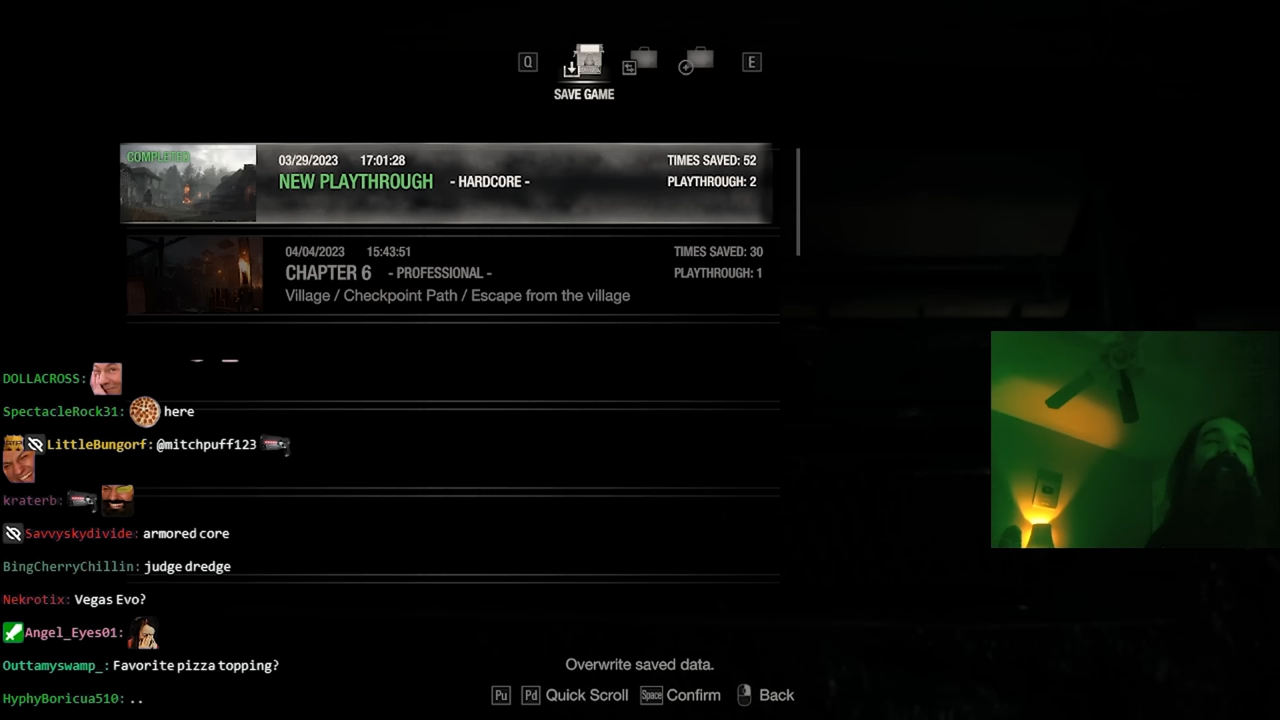 Q
E
SAVE GAME
COMPLETED
03/29/2023 17:01:28 TIMES SAVED: 52
NEW PLAYTHROUGH - HARDCORE - PLAYTHROUGH: 2
04/04/2023 15:43:51 TIMES SAVED: 30
CHAPTER 6 - PROFESSIONAL - PLAYTHROUGH: 1
Village / Checkpoint Path / Escape from the village
DOLLACROSS:
SpectacleRock31: here
LittleBungorf: @mitchpuff123
kraterb:
Savvyskydivide: armored core
BingCherryChillin: judge dredge
Nekrotix: Vegas Evo?
Angel_Eyes01:
Outtamyswamp_: Favorite pizza topping?
HyphyBoricua510: ..
Overwrite saved data.
Pu Pd Quick Scroll Space Confirm Back